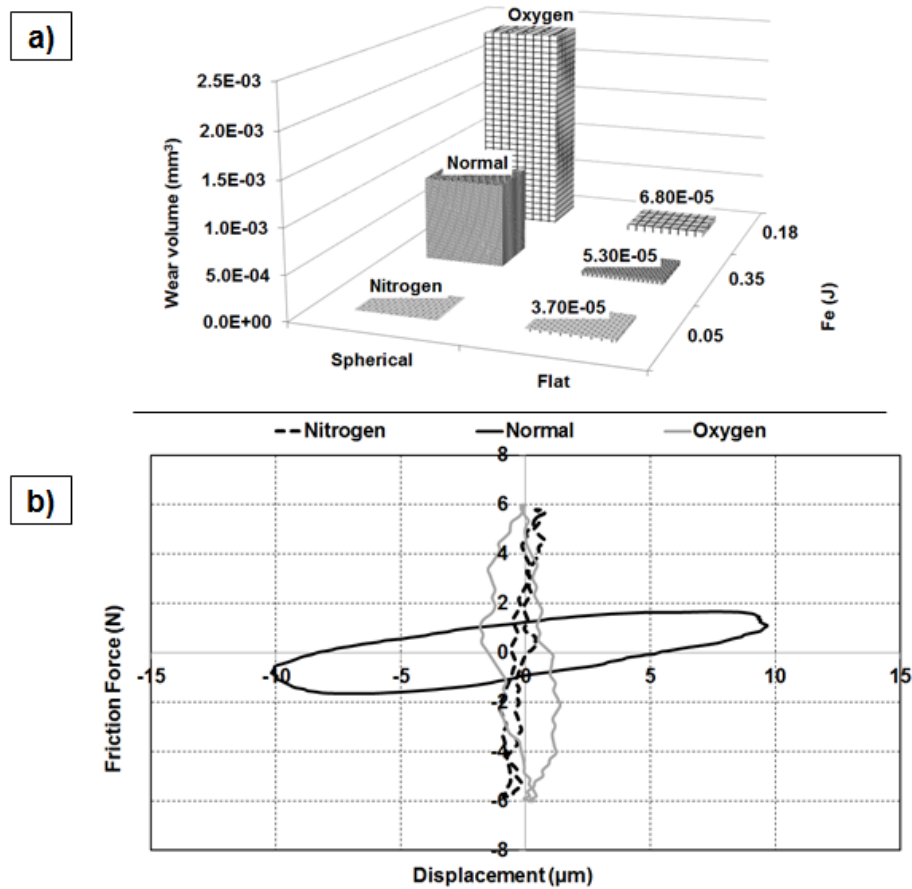 a)
Oxygen
2.5E-03
2.0E-03
1.5E-03
1.0E-03
5.0E-04
0.0E+00
Wear volume (mm³)
Normal
Nitrogen
6.80E-05
5.30E-05
3.70E-05
0.18
0.35
0.05
Fe (J)
Spherical
Flat
b)
Nitrogen Normal Oxygen
8
6
4
2
0
-2
-4
-6
-8
-15 -10 -5 0 5 10 15
Friction Force (N)
Displacement (µm)